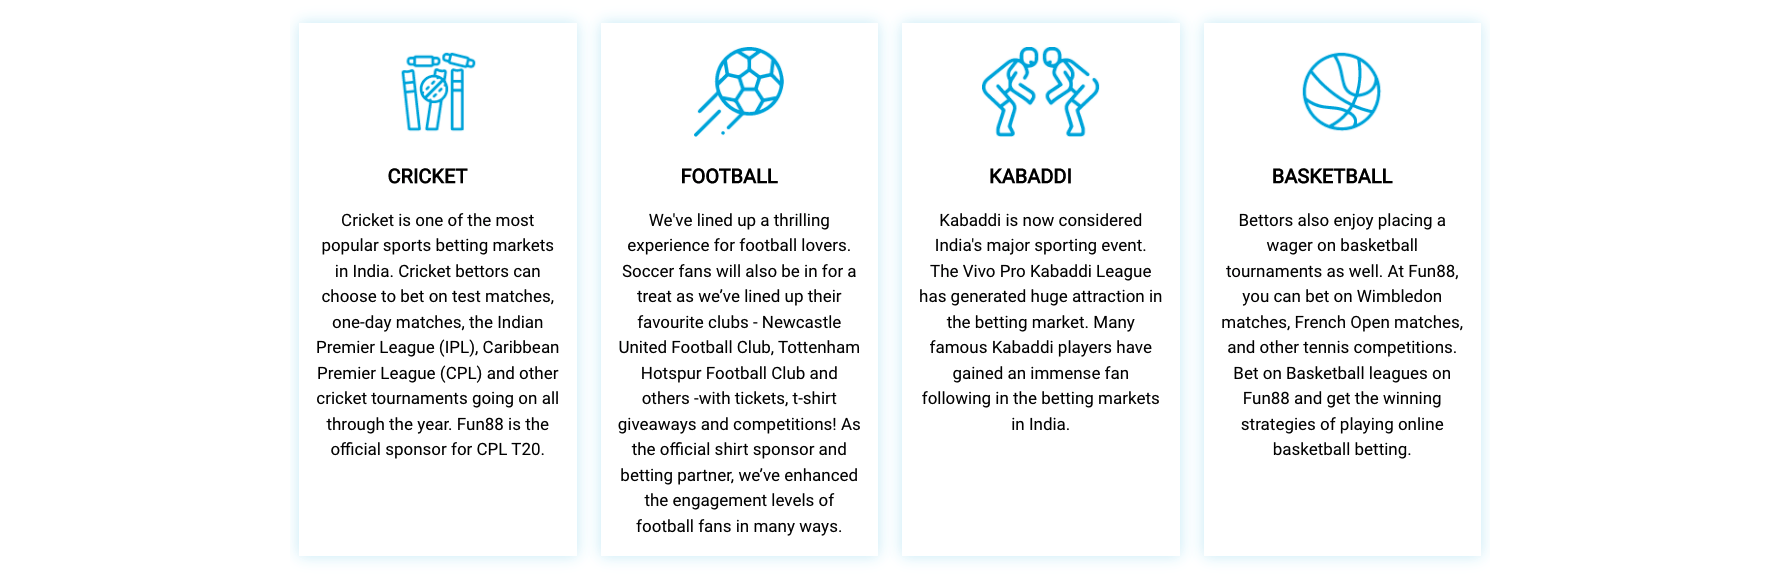 CRICKET
Cricket is one of the most
popular sports betting markets
in India. Cricket bettors can
choose to bet on test matches,
one-day matches, the Indian
Premier League (IPL), Caribbean
Premier League (CPL) and other
cricket tournaments going on all
through the year. Fun88 is the
official sponsor for CPL T20.
FOOTBALL
We've lined up a thrilling
experience for football lovers.
Soccer fans will also be in for a
treat as we’ve lined up their
favourite clubs - Newcastle
United Football Club, Tottenham
Hotspur Football Club and
others -with tickets, t-shirt
giveaways and competitions! As
the official shirt sponsor and
betting partner, we’ve enhanced
the engagement levels of
football fans in many ways.
KABADDI
Kabaddi is now considered
India's major sporting event.
The Vivo Pro Kabaddi League
has generated huge attraction in
the betting market. Many
famous Kabaddi players have
gained an immense fan
following in the betting markets
in India.
BASKETBALL
Bettors also enjoy placing a
wager on basketball
tournaments as well. At Fun88,
you can bet on Wimbledon
matches, French Open matches,
and other tennis competitions.
Bet on Basketball leagues on
Fun88 and get the winning
strategies of playing online
basketball betting.